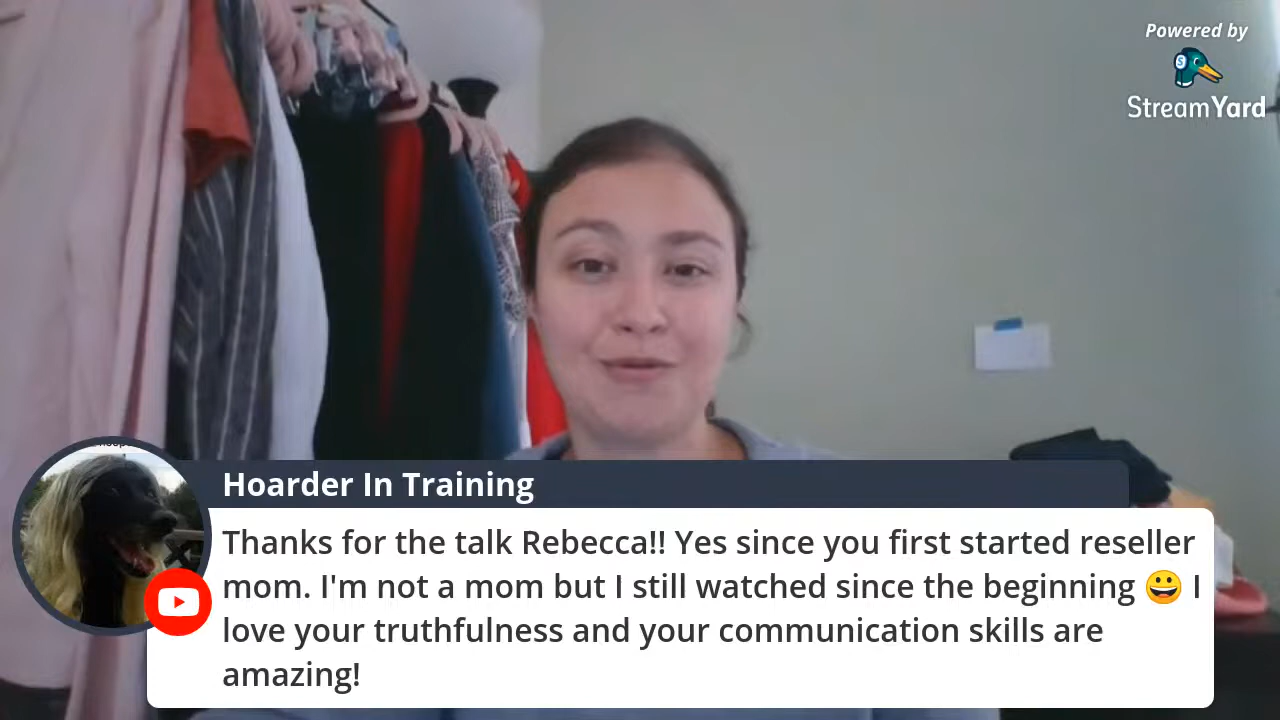 Powered by
StreamYard
Hoarder In Training
Thanks for the talk Rebecca!! Yes since you first started reseller
mom. I'm not a mom but I still watched since the beginning 😀 I
love your truthfulness and your communication skills are
amazing!